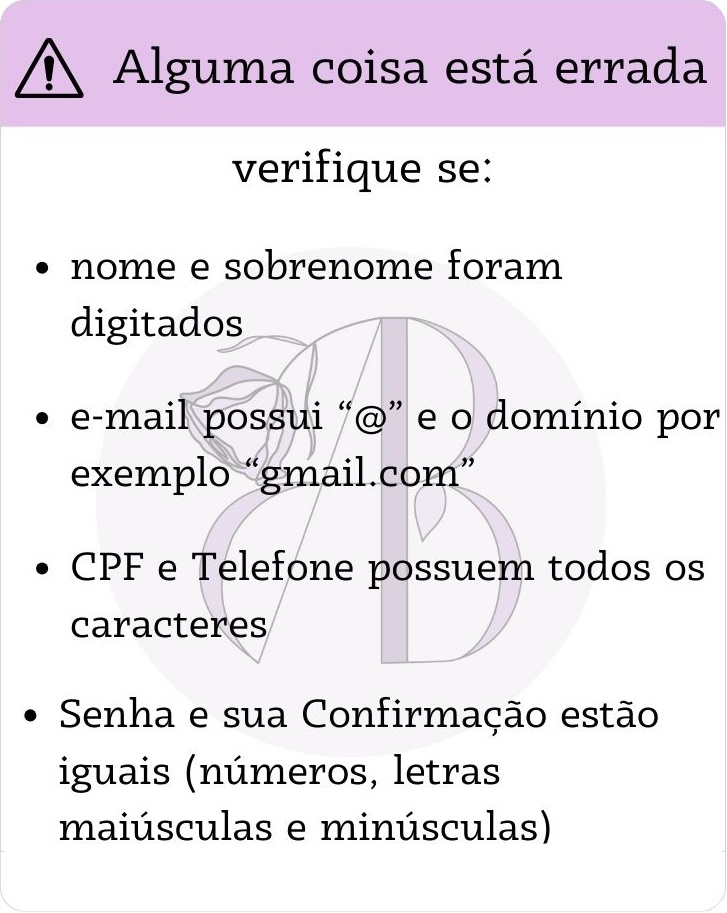 Alguma coisa está errada
verifique se:
• nome e sobrenome foram
digitados
• e-mail possui “@” e o domínio por
exemplo “gmail.com”
• CPF e Telefone possuem todos os
caracteres
• Senha e sua Confirmação estão
iguais (números, letras
maiúsculas e minúsculas)